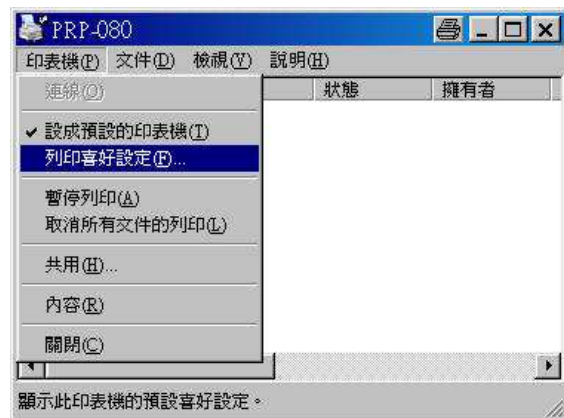 PRP-080
印表機(P) 文件(D) 檢視(V) 說明(H)
狀態 擁有者
連線(O)
設成預設的印表機(T)
列印喜好設定(F)...
暫停列印(A)
取消所有文件的列印(L)
共用(H)...
內容(R)
關閉(C)
顯示此印表機的預設喜好設定。